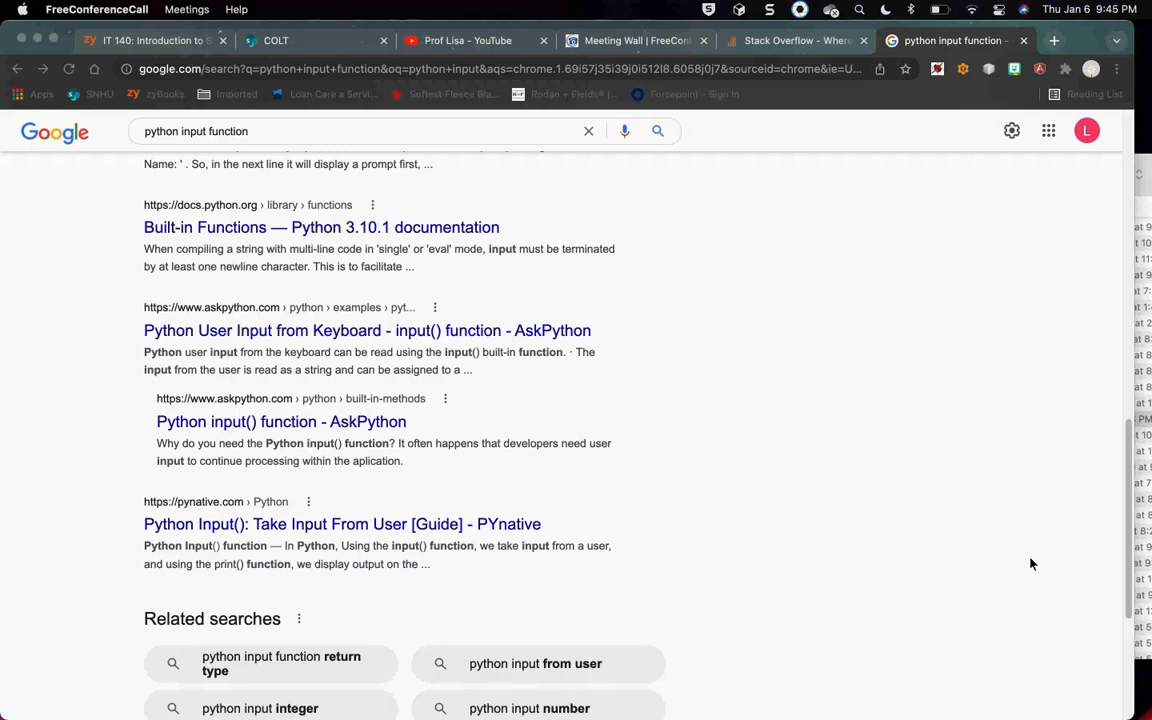 FreeConferenceCall Meetings Help Thu Jan 6 9:45 PM
IT 140: Introduction to S COLT Prof Lisa - YouTube Meeting Wall | FreeConf Stack Overflow - Where python input function -
google.com/search?q=python+input+function&oq=python+input&aqs=chrome.1.69i57j35i39j0i512l8.6058j0j7&sourceid=chrome&ie=U...
Apps SNHU zyBooks Imported Loan Care a Servi... Softest Fleece Bla... Rodan + Fields® |... Forcepoint - Sign In Reading List
Google python input function L
Name: ' . So, in the next line it will display a prompt first, ...
https://docs.python.org › library › functions
Built-in Functions — Python 3.10.1 documentation
When compiling a string with multi-line code in 'single' or 'eval' mode, input must be terminated
by at least one newline character. This is to facilitate ...
https://www.askpython.com › python › examples › pyt...
Python User Input from Keyboard - input() function - AskPython
Python user input from the keyboard can be read using the input() built-in function. · The
input from the user is read as a string and can be assigned to a ...
https://www.askpython.com › python › built-in-methods
Python input() function - AskPython
Why do you need the Python input() function? It often happens that developers need user
input to continue processing within the aplication.
https://pynative.com › Python
Python Input(): Take Input From User [Guide] - PYnative
Python Input() function — In Python, Using the input() function, we take input from a user,
and using the print() function, we display output on the ...
Related searches
python input function return
type
python input from user
python input integer
python input number